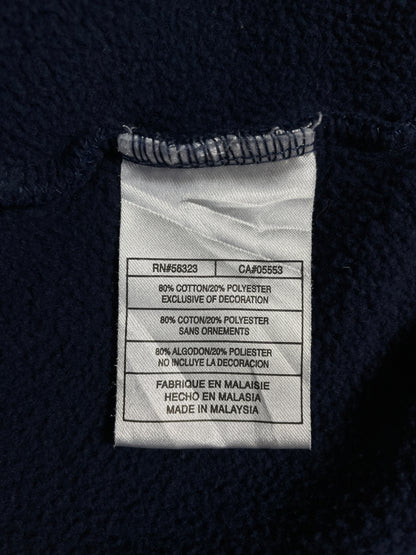 RN#56323 CA#05553
80% COTTON/20% POLYESTER
EXCLUSIVE OF DECORATION
80% COTON/20% POLYESTER
SANS ORNEMENTS
80% ALGODON/20% POLIESTER
NO INCLUYE LA DECORACION
FABRIQUE EN MALAISIE
HECHO EN MALASIA
MADE IN MALAYSIA